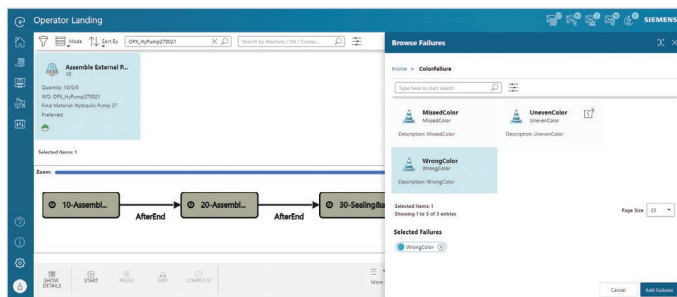 Operator Landing
SIEMENS
Mode
Sort By
OPX_HyPump270021
Search by Machine / SN / Contai...
Assemble External P...
10
Quantity: 10/0/0
WO: OPX_HyPump270021
Final Material: Hydraulic Pump 27
Preferred:
Selected Items: 1
Zoom:
10-Assembl...
AfterEnd
20-Assembl...
AfterEnd
30-Sealing&a
SHOW DETAILS
START
PAUSE
SKIP
COMPLETE
More
Browse Failures
Home > ColorFailure
Type here to start search
MissedColor
MissedColor
Description: MissedColor
UnevenColor
UnevenColor
Description: UnevenColor
WrongColor
WrongColor
Description: WrongColor
Selected Items: 1
Showing 1 to 3 of 3 entries
Page Size
25
Selected Failures
WrongColor
Cancel
Add Failures